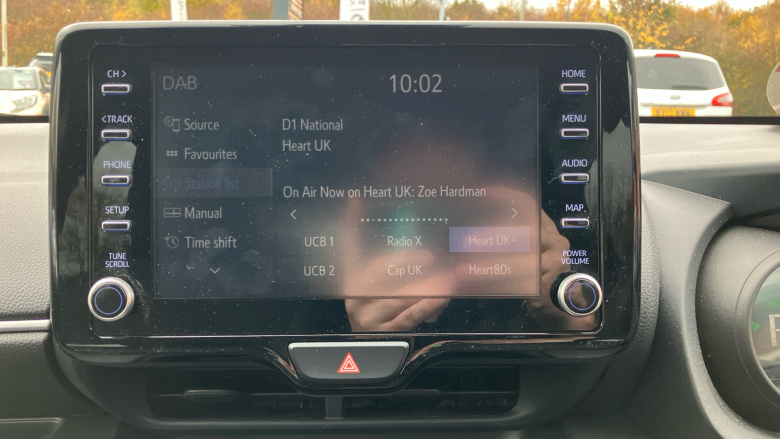 DAB 10:02
CH >
<TRACK
PHONE
SETUP
TUNE
SCROLL
Source
Favourites
Station list
Manual
Time shift
D1 National
Heart UK
On Air Now on Heart UK: Zoe Hardman
< >
UCB 1 Radio X Heart UK-
UCB 2 Cap UK Heart80s
HOME
MENU
AUDIO
MAP
POWER
VOLUME